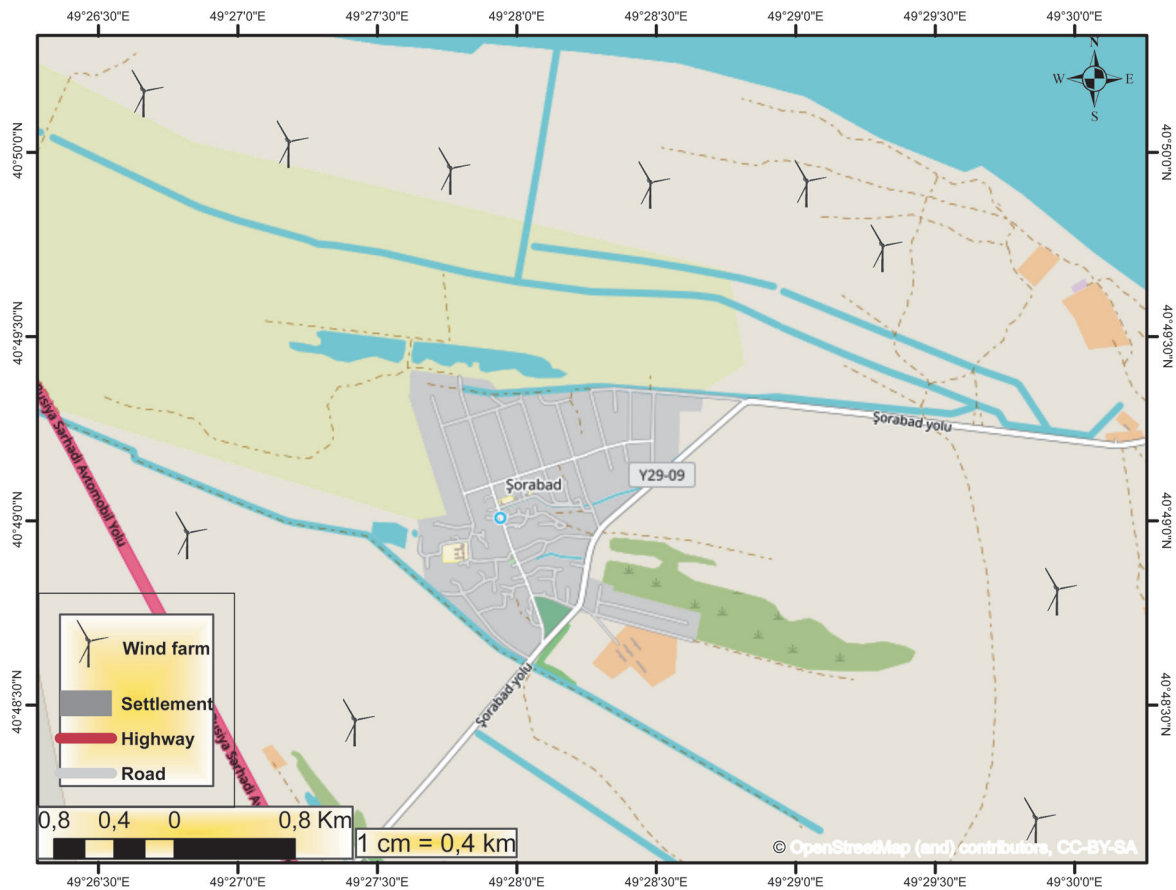 49°26'30"E 49°27'0"E 49°27'30"E 49°28'0"E 49°28'30"E 49°29'0"E 49°29'30"E 49°30'0"E
N
W E
S
40°50'0"N 40°50'0"N
40°49'30"N 40°49'30"N
Şorabad yolu
Y29-09
Şorabad
40°49'0"N 40°49'0"N
Rusiya Sərhədi Avtomobil Yolu
Wind farm
Settlement
Highway
Road
Şorabad yolu
40°48'30"N 40°48'30"N
0,8 0,4 0 0,8 Km
1 cm = 0,4 km
© OpenStreetMap (and) contributors, CC-BY-SA
49°26'30"E 49°27'0"E 49°27'30"E 49°28'0"E 49°28'30"E 49°29'0"E 49°29'30"E 49°30'0"E